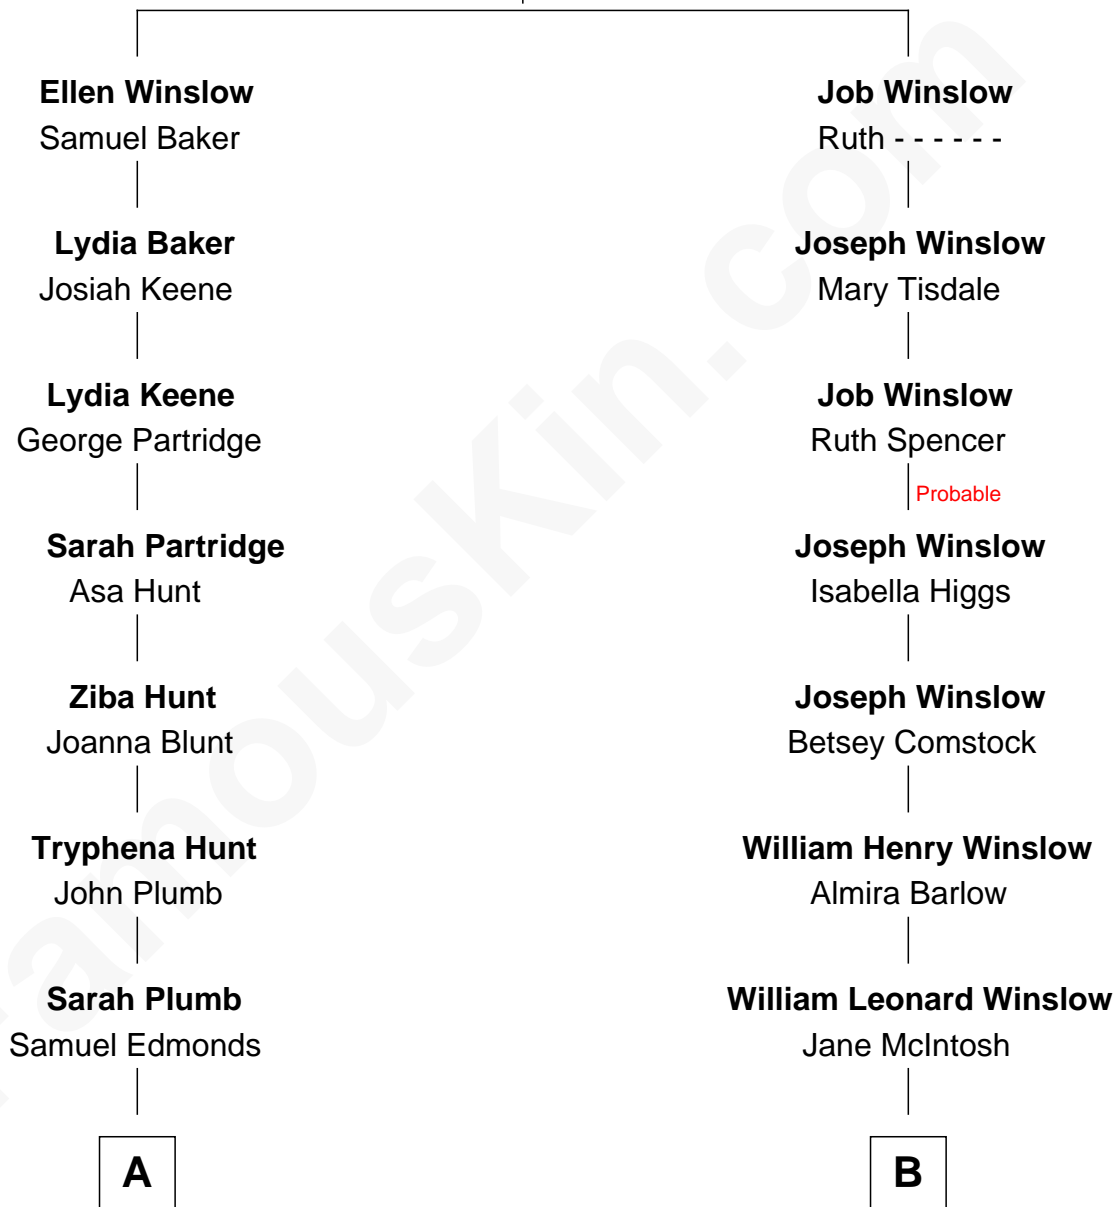 Ellen Winslow
Samuel Baker
Job Winslow
Ruth - - - - - -
Lydia Baker
Josiah Keene
Joseph Winslow
Mary Tisdale
Lydia Keene
George Partridge
Job Winslow
Ruth Spencer
Probable
Sarah Partridge
Asa Hunt
Joseph Winslow
Isabella Higgs
Ziba Hunt
Joanna Blunt
Joseph Winslow
Betsey Comstock
Tryphena Hunt
John Plumb
William Henry Winslow
Almira Barlow
Sarah Plumb
Samuel Edmonds
William Leonard Winslow
Jane McIntosh
A
B
FamousKin.com